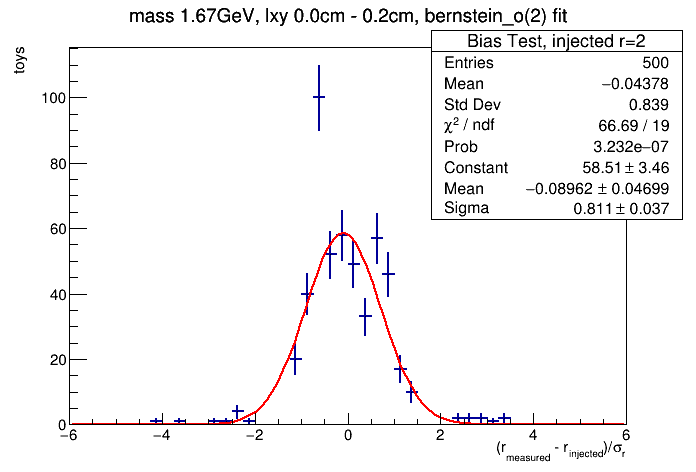 mass 1.67GeV, lxy 0.0cm - 0.2cm, bernstein_o(2) fit
Bias Test, injected r=2
Entries 500
Mean −0.04378
Std Dev 0.839
χ² / ndf 66.69 / 19
Prob 3.232e−07
Constant 58.51 ± 3.46
Mean −0.08962 ± 0.04699
Sigma 0.811 ± 0.037
toys
100
80
60
40
20
0
−6 −4 −2 0 2 4 6
(r_measured - r_injected)/σ_r